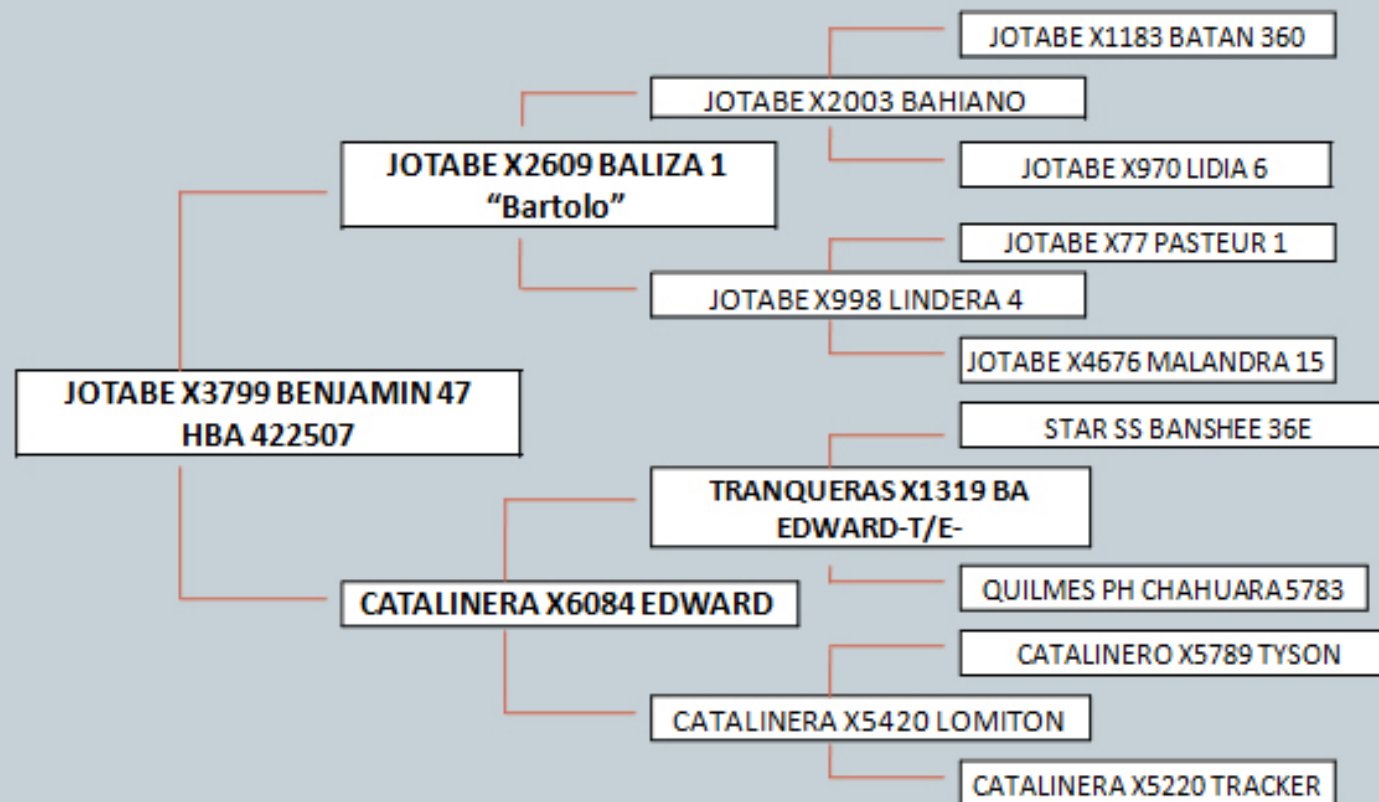 JOTABE X1183 BATAN 360
JOTABE X2003 BAHIANO
JOTABE X2609 BALIZA 1
“Bartolo”
JOTABE X970 LIDIA 6
JOTABE X77 PASTEUR 1
JOTABE X998 LINDERA 4
JOTABE X4676 MALANDRA 15
JOTABE X3799 BENJAMIN 47
HBA 422507
STAR SS BANSHEE 36E
TRANQUERAS X1319 BA
EDWARD-T/E-
QUILMES PH CHAHUARA5783
CATALINERA X6084 EDWARD
CATALINERO X5789 TYSON
CATALINERA X5420 LOMITON
CATALINERA X5220 TRACKER